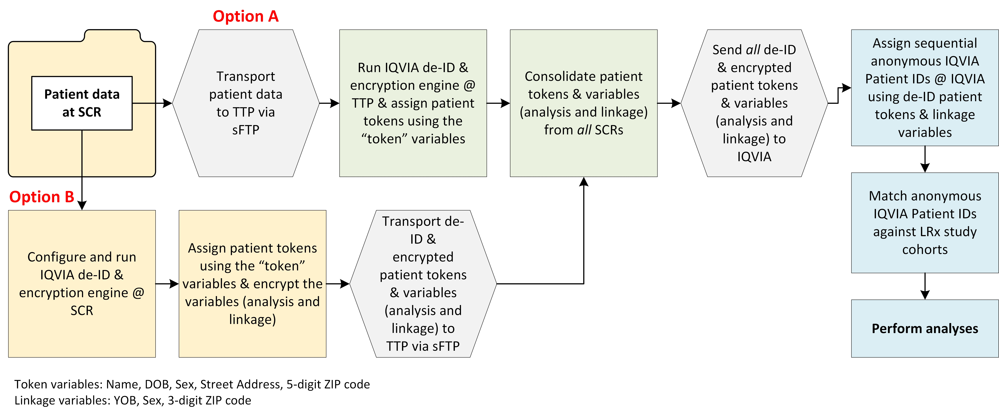 Option A
Patient data
at SCR
Transport
patient data
to TTP via
sFTP
Run IQVIA de-ID &
encryption engine @
TTP & assign patient
tokens using the
“token” variables
Consolidate patient
tokens & variables
(analysis and linkage)
from all SCRs
Send all de-ID
& encrypted
patient tokens
& variables
(analysis and
linkage) to
IQVIA
Assign sequential
anonymous IQVIA
Patient IDs @ IQVIA
using de-ID patient
tokens & linkage
variables
Match anonymous
IQVIA Patient IDs
against LRx study
cohorts
Perform analyses
Option B
Configure and run
IQVIA de-ID &
encryption engine @
SCR
Assign patient tokens
using the “token”
variables & encrypt the
variables (analysis and
linkage)
Transport de-
ID &
encrypted
patient tokens
& variables
(analysis and
linkage) to
TTP via sFTP
Token variables: Name, DOB, Sex, Street Address, 5-digit ZIP code
Linkage variables: YOB, Sex, 3-digit ZIP code